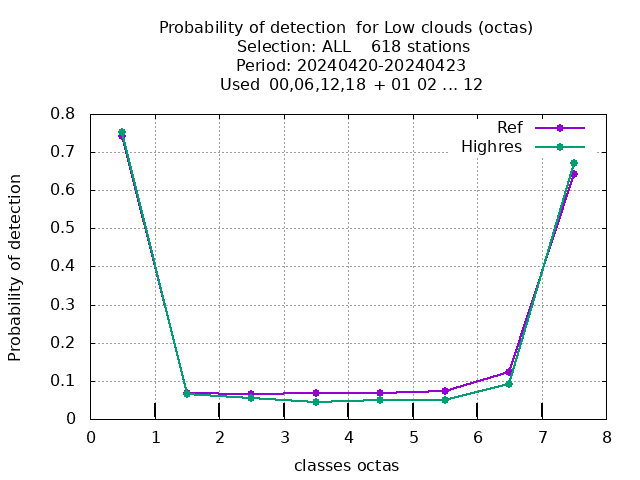 Probability of detection  for Low clouds (octas)
Selection: ALL    618 stations
Period: 20240420-20240423
Used  00,06,12,18  + 01 02 ... 12
Ref
Highres
Probability of detection
0.8
0.7
0.6
0.5
0.4
0.3
0.2
0.1
0
0 1 2 3 4 5 6 7 8
classes octas